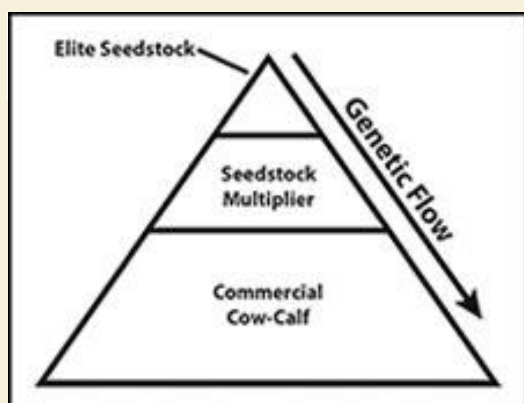 Elite Seedstock
Genetic Flow
Seedstock
Multiplier
Commercial
Cow-Calf